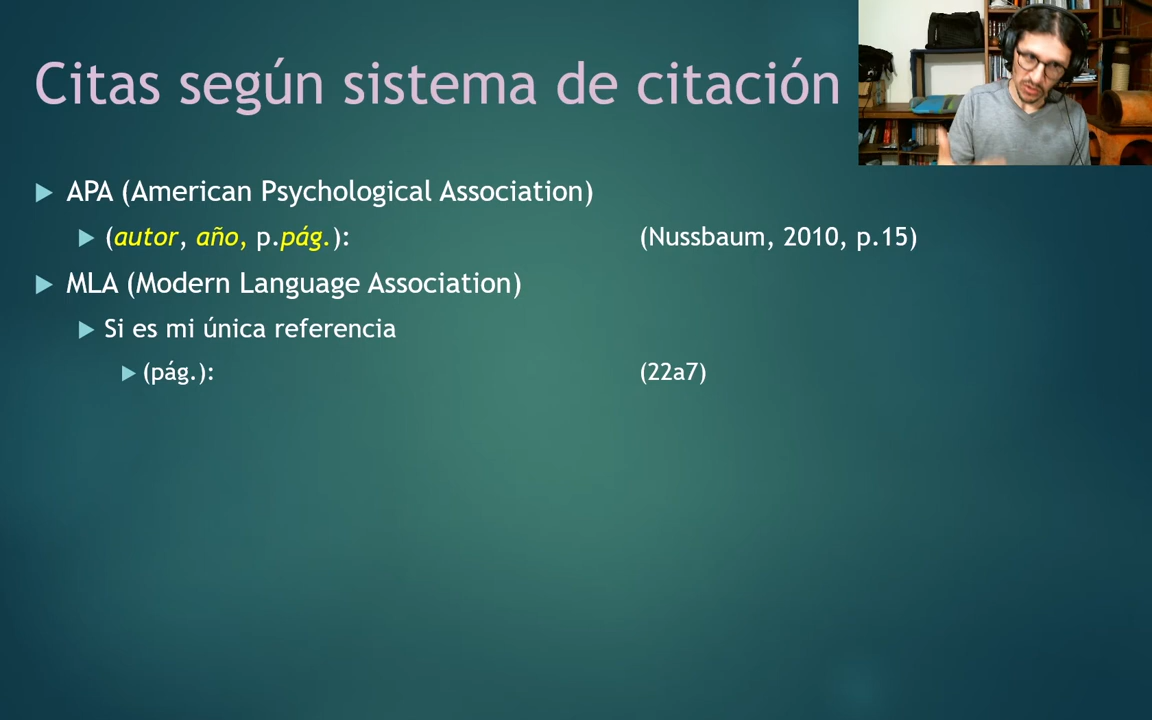 Citas según sistema de citación
APA (American Psychological Association)
(autor, año, p.pág.): (Nussbaum, 2010, p.15)
MLA (Modern Language Association)
Si es mi única referencia
(pág.): (22a7)